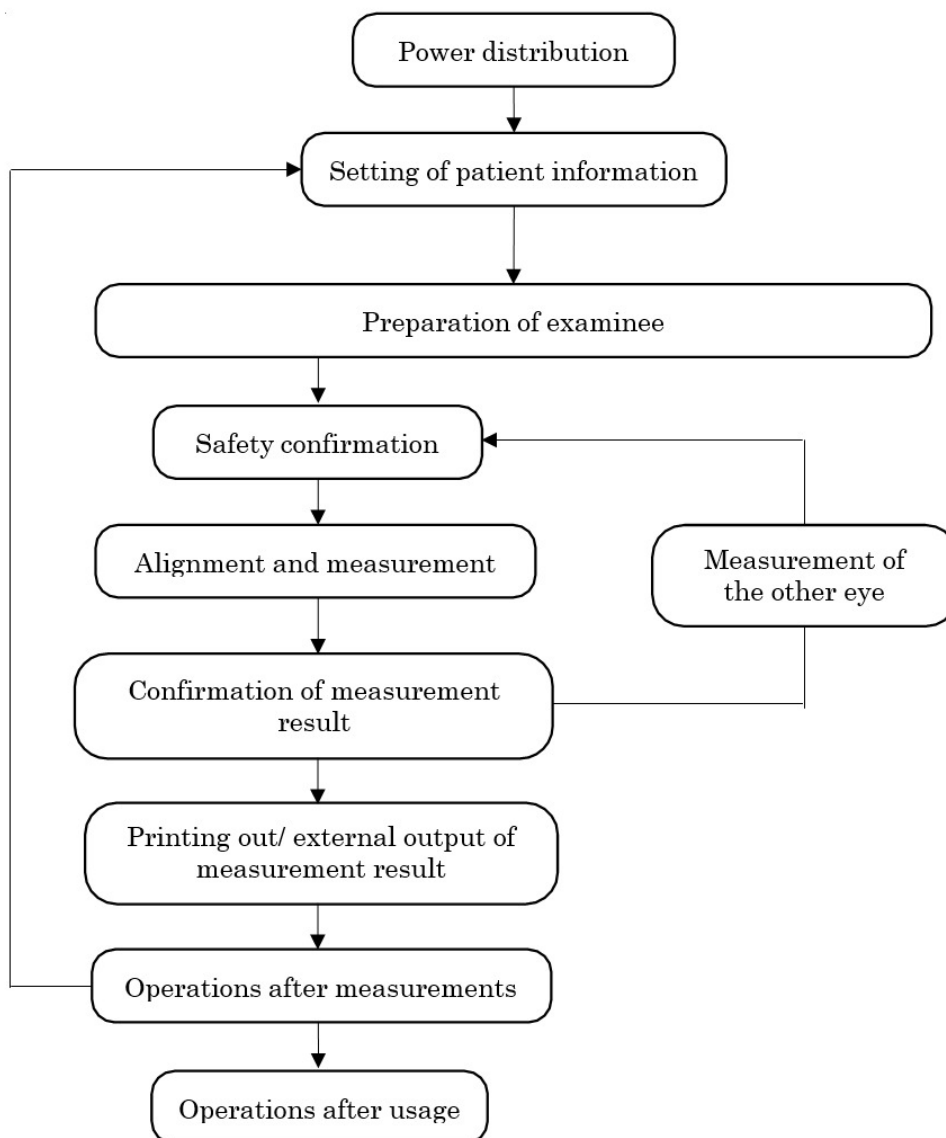 Power distribution
Setting of patient information
Preparation of examinee
Safety confirmation
Alignment and measurement
Measurement of
the other eye
Confirmation of measurement
result
Printing out/ external output of
measurement result
Operations after measurements
Operations after usage